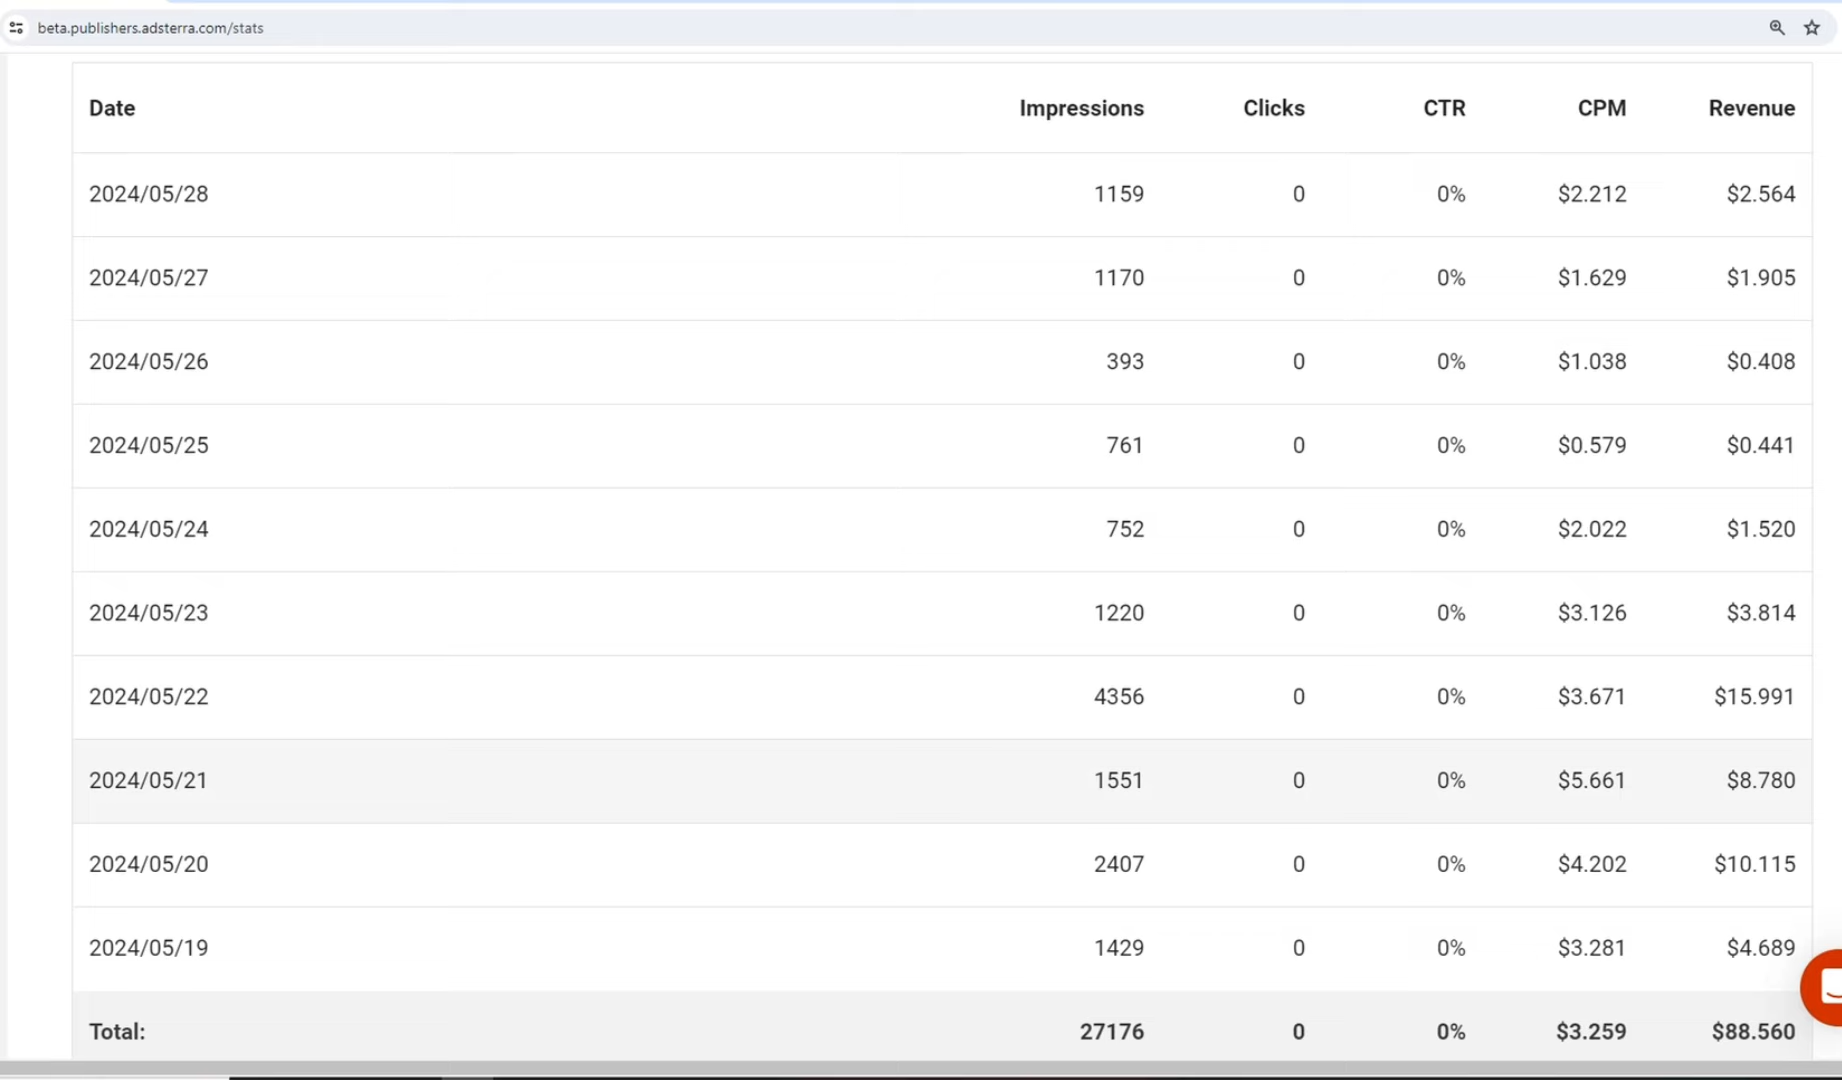 beta.publishers.adsterra.com/stats
Date Impressions Clicks CTR CPM Revenue
2024/05/28 1159 0 0% $2.212 $2.564
2024/05/27 1170 0 0% $1.629 $1.905
2024/05/26 393 0 0% $1.038 $0.408
2024/05/25 761 0 0% $0.579 $0.441
2024/05/24 752 0 0% $2.022 $1.520
2024/05/23 1220 0 0% $3.126 $3.814
2024/05/22 4356 0 0% $3.671 $15.991
2024/05/21 1551 0 0% $5.661 $8.780
2024/05/20 2407 0 0% $4.202 $10.115
2024/05/19 1429 0 0% $3.281 $4.689
Total: 27176 0 0% $3.259 $88.560